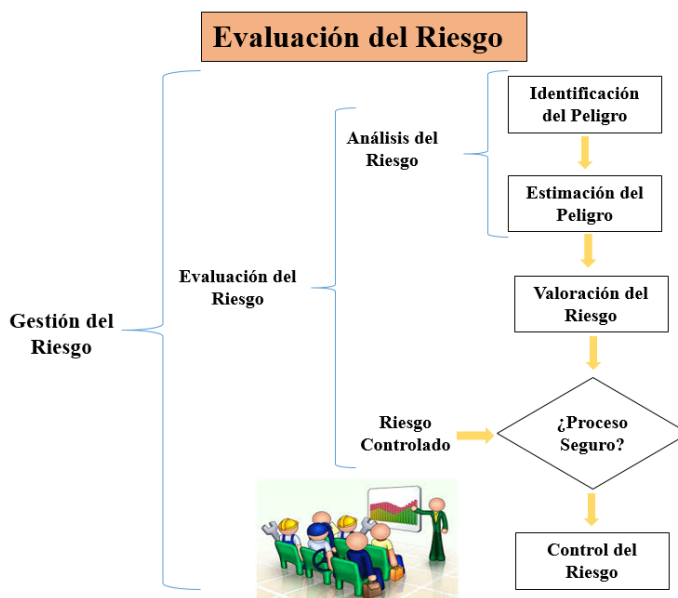 Evaluación del Riesgo
Identificación
del Peligro
Análisis del
Riesgo
Estimación del
Peligro
Evaluación del
Riesgo
Valoración del
Riesgo
Gestión del
Riesgo
Riesgo
Controlado
¿Proceso
Seguro?
Control del
Riesgo